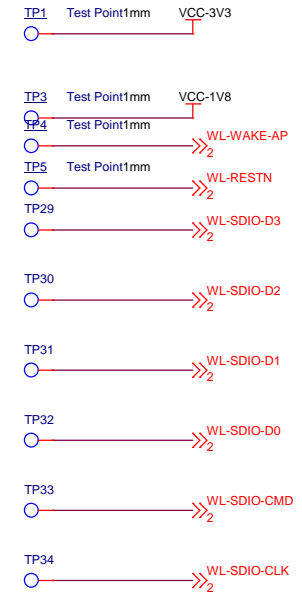 TP1 Test Point1mm VCC-3V3
TP3 Test Point1mm VCC-1V8
TP4 Test Point1mm
WL-WAKE-AP
2
TP5 Test Point1mm
WL-RESTN
2
TP29
WL-SDIO-D3
2
TP30
WL-SDIO-D2
2
TP31
WL-SDIO-D1
2
TP32
WL-SDIO-D0
2
TP33
WL-SDIO-CMD
2
TP34
WL-SDIO-CLK
2